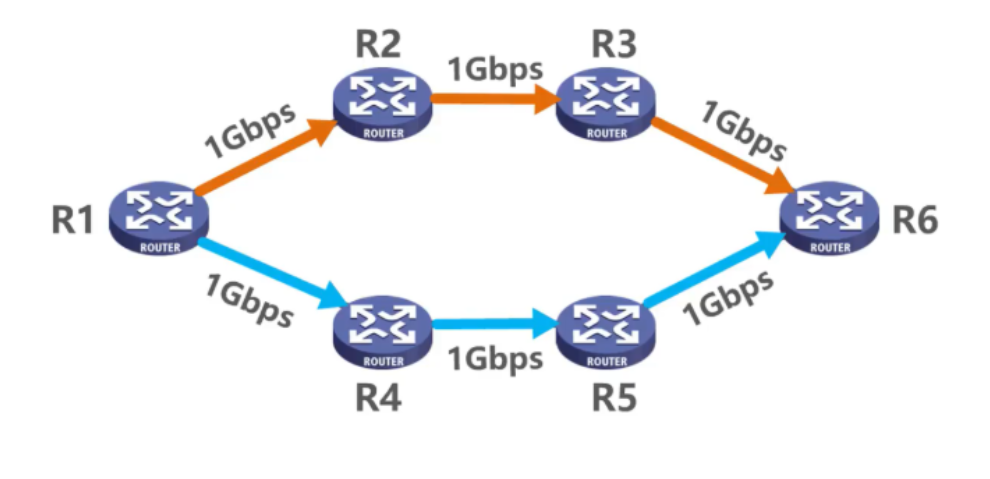 R2
R3
1Gbps
1Gbps
1Gbps
ROUTER
ROUTER
R1
R6
ROUTER
ROUTER
1Gbps
1Gbps
1Gbps
ROUTER
ROUTER
R4
R5